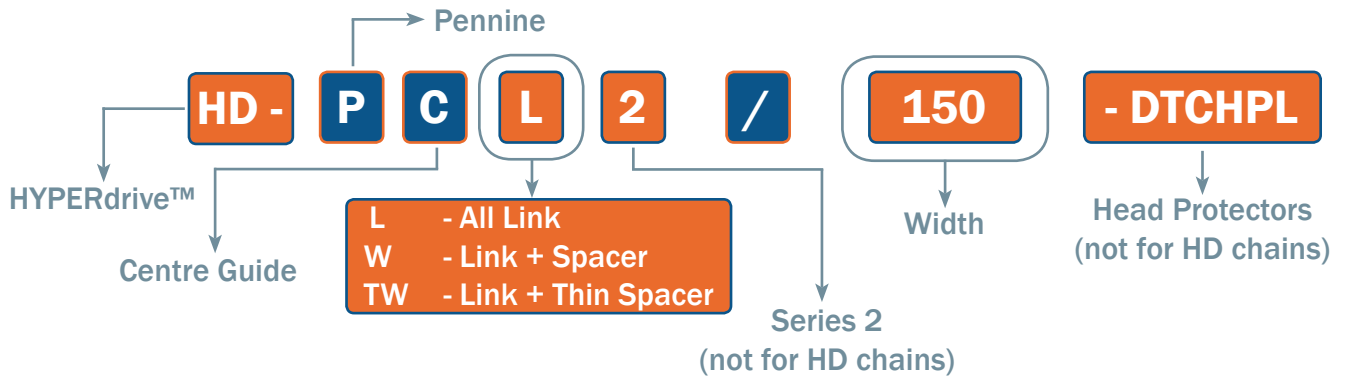 Pennine
HD - P C L 2 / 150 - DTCHPL
HYPERdrive™
Centre Guide
L - All Link
W - Link + Spacer
TW - Link + Thin Spacer
Series 2
(not for HD chains)
Width
Head Protectors
(not for HD chains)